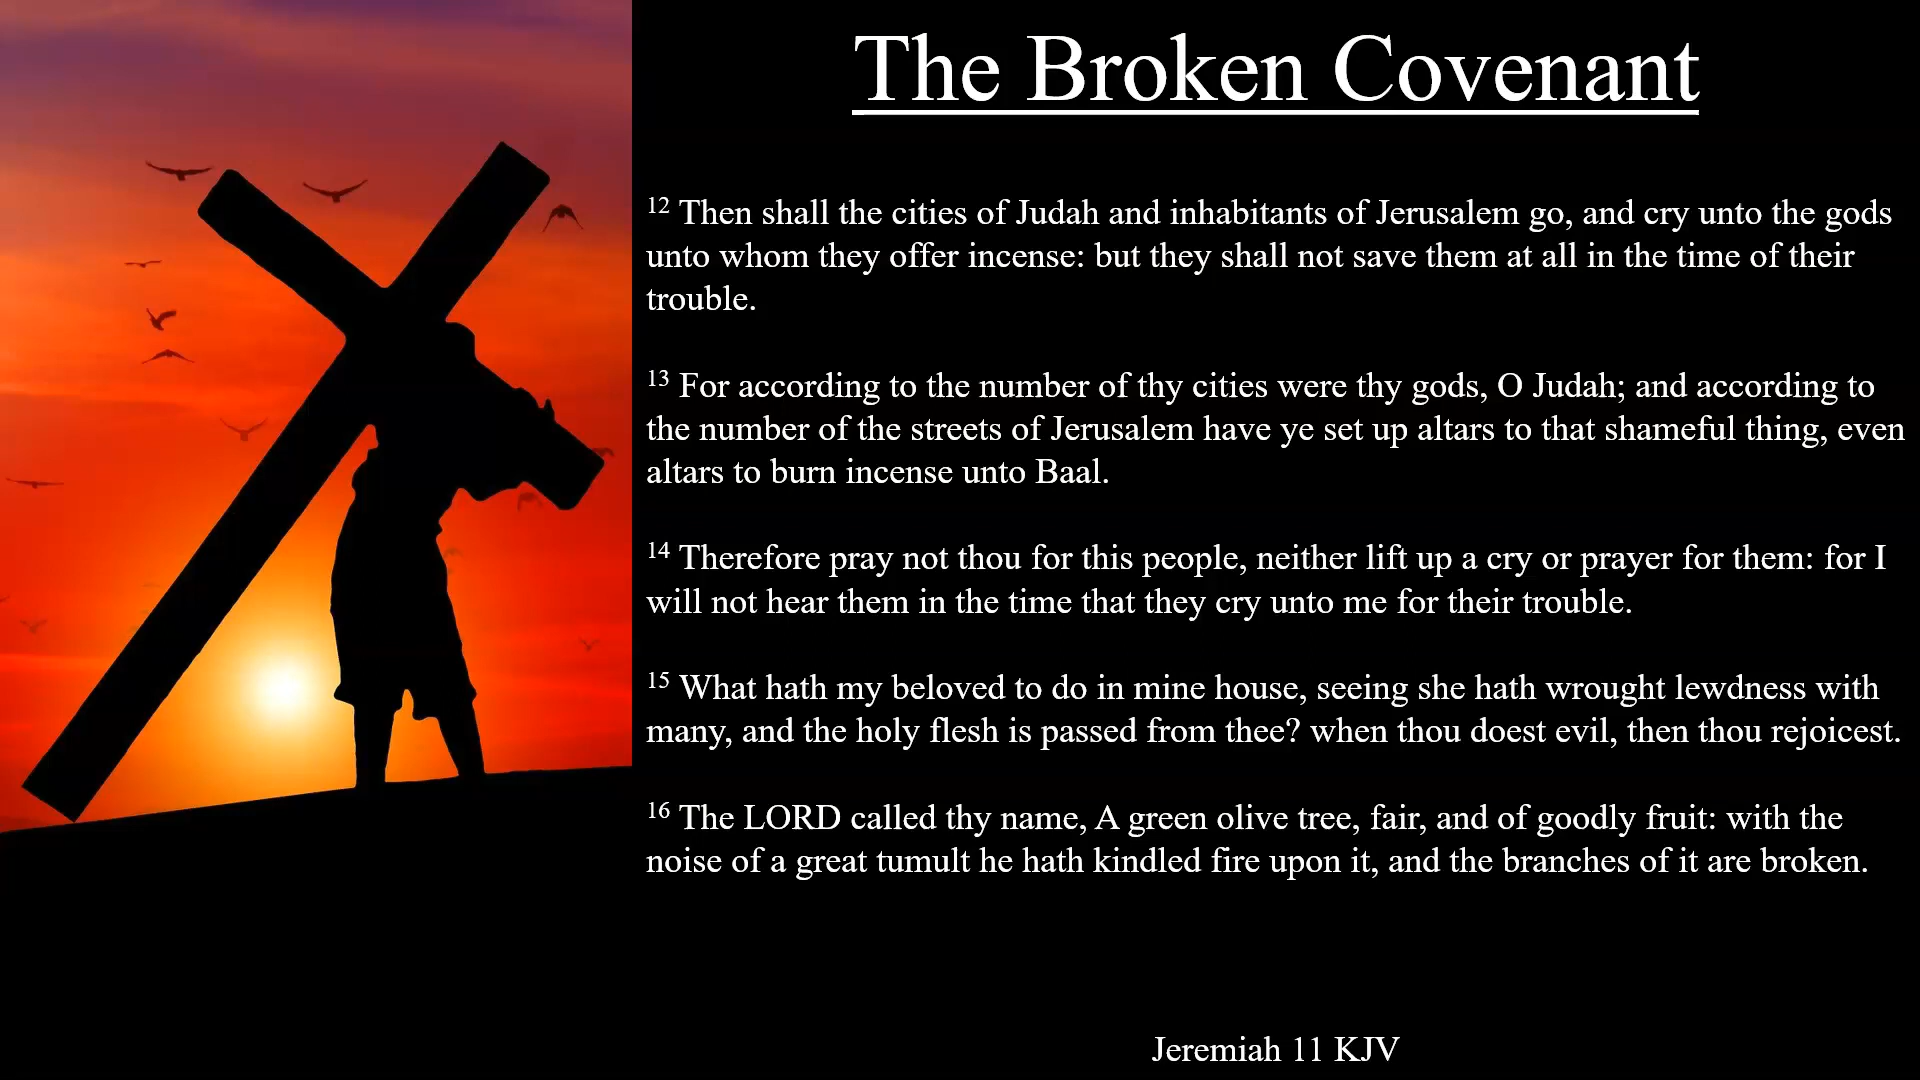 The Broken Covenant
12 Then shall the cities of Judah and inhabitants of Jerusalem go, and cry unto the gods
unto whom they offer incense: but they shall not save them at all in the time of their
trouble.
13 For according to the number of thy cities were thy gods, O Judah; and according to
the number of the streets of Jerusalem have ye set up altars to that shameful thing, even
altars to burn incense unto Baal.
14 Therefore pray not thou for this people, neither lift up a cry or prayer for them: for I
will not hear them in the time that they cry unto me for their trouble.
15 What hath my beloved to do in mine house, seeing she hath wrought lewdness with
many, and the holy flesh is passed from thee? when thou doest evil, then thou rejoicest.
16 The LORD called thy name, A green olive tree, fair, and of goodly fruit: with the
noise of a great tumult he hath kindled fire upon it, and the branches of it are broken.
Jeremiah 11 KJV